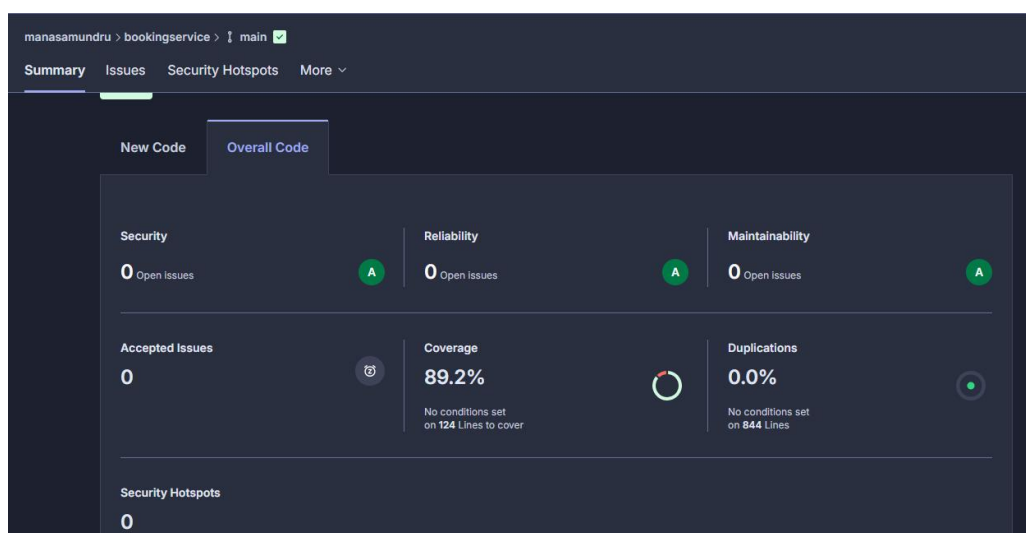 manasamundru > bookingservice > main
Summary Issues Security Hotspots More
New Code Overall Code
Security Reliability Maintainability
0 Open issues A 0 Open issues A 0 Open issues A
Accepted Issues Coverage Duplications
0 89.2% 0.0%
No conditions set No conditions set
on 124 Lines to cover on 844 Lines
Security Hotspots
0